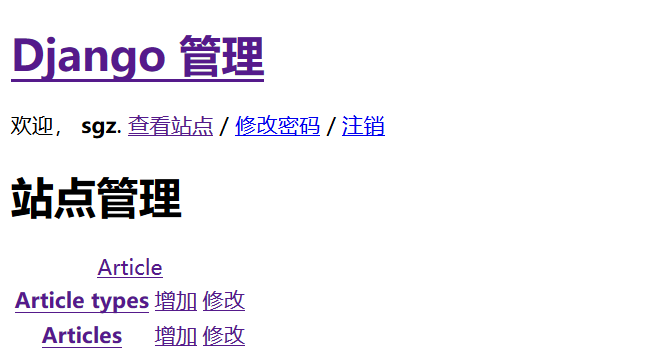 Django 管理
欢迎， sgz. 查看站点 / 修改密码 / 注销
站点管理
Article
Article types 增加 修改
Articles 增加 修改